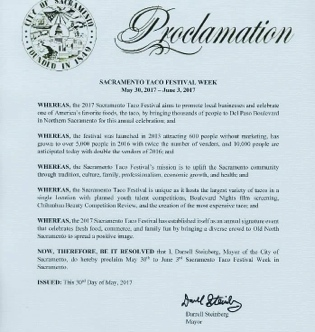 CITY OF SACRAMENTO
FOUNDED IN 1849
Proclamation
SACRAMENTO TACO FESTIVAL WEEK
May 30, 2017 – June 3, 2017
WHEREAS, the 2017 Sacramento Taco Festival aims to promote local businesses and celebrate
one of America's favorite foods, the taco, by bringing thousands of people to Del Paso Boulevard
in Northern Sacramento for this annual celebration; and
WHEREAS, the festival was launched in 2015 attracting 600 people without marketing, has
grown to over 5,000 people in 2016 with twice the number of vendors, and 10,000 people are
anticipated today with double the vendors of 2016; and
WHEREAS, the Sacramento Taco Festival's mission is to uplift the Sacramento community
through tradition, culture, family, professionalism, economic growth, and health; and
WHEREAS, the Sacramento Taco Festival is unique as it hosts the largest variety of tacos in a
single location with planned youth talent competitions, Boulevard Nights film screening,
Chihuahua Beauty Competition Review, and the creation of the most expensive taco; and
WHEREAS, the 2017 Sacramento Taco Festival has established itself as an annual signature event
that celebrates fresh food, commerce, and family fun by bringing a diverse crowd to Old North
Sacramento to spread a positive image.
NOW, THEREFORE, BE IT RESOLVED that I, Darrell Steinberg, Mayor of the City of
Sacramento, do hereby proclaim May 30th to June 3rd Sacramento Taco Festival Week in
Sacramento.
ISSUED: This 30th Day of May, 2017
Darrell Steinberg
Darrell Steinberg
Mayor